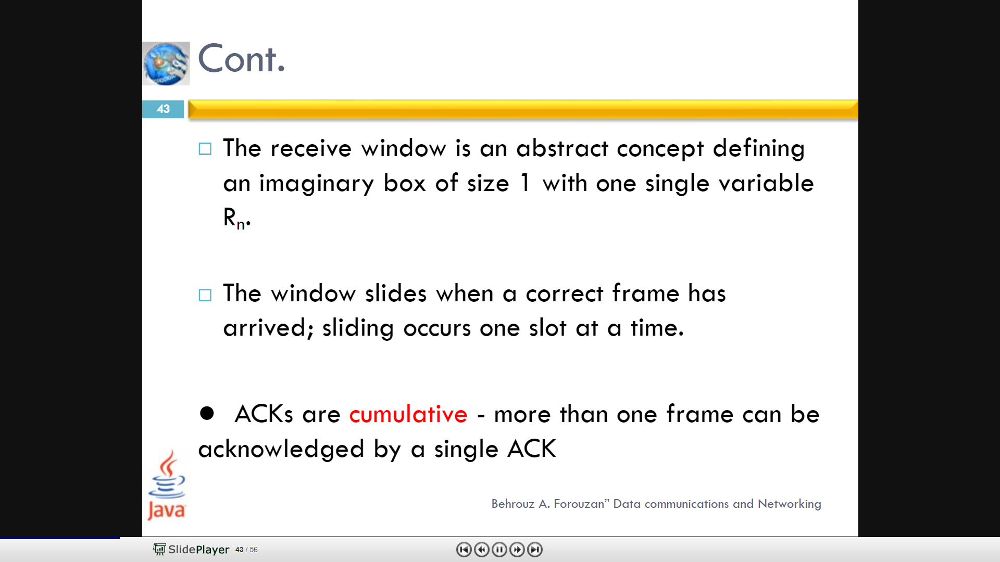 Cont.
43
The receive window is an abstract concept defining
an imaginary box of size 1 with one single variable
Rn.
The window slides when a correct frame has
arrived; sliding occurs one slot at a time.
● ACKs are cumulative - more than one frame can be
acknowledged by a single ACK
Java
Behrouz A. Forouzan” Data communications and Networking
SlidePlayer 43 / 56